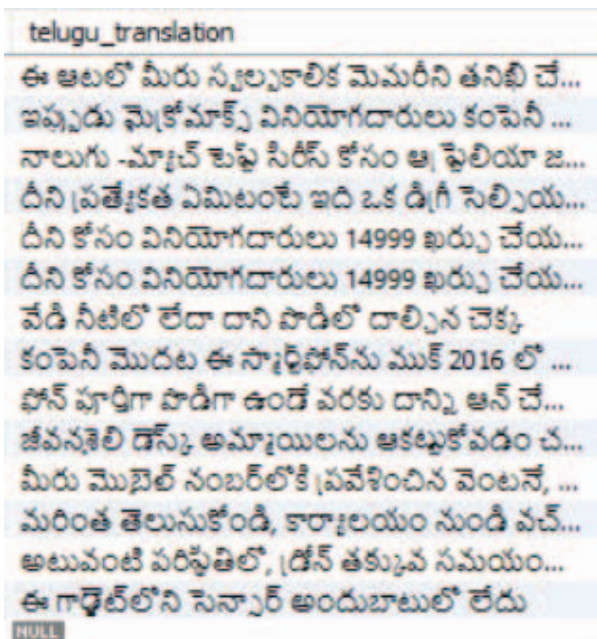 telugu_translation
ఈ ఆటలో మీరు స్వల్పకాలిక మెమరీని తనిఖీ చే...
ఇప్పుడు మైక్రోమాక్స్ వినియోగదారులు కంపెనీ ...
నాలుగు -మ్యాచ్ టెస్ట్ సిరీస్ కోసం ఆస్ట్రేలియా జ...
దీని ప్రత్యేకత ఏమిటంటే ఇది ఒక డిగ్రీ సెల్సియ...
దీని కోసం వినియోగదారులు 14999 ఖర్చు చేయ...
దీని కోసం వినియోగదారులు 14999 ఖర్చు చేయ...
వేడి నీటిలో లేదా దాని పొడిలో దాల్చిన చెక్క
కంపెనీ మొదట ఈ స్మార్ట్‌ఫోన్‌ను ముక్ 2016 లో ...
ఫోన్ పూర్తిగా పొడిగా ఉండే వరకు దాన్ని ఆన్ చే...
జీవనశైలి డెస్క్ అమ్మాయిలను ఆకట్టుకోవడం చ...
మీరు మొబైల్ నంబర్‌లోకి ప్రవేశించిన వెంటనే, ...
మరింత తెలుసుకోండి, కార్యాలయం నుండి వచ్...
అటువంటి పరిస్థితిలో, డ్రోన్ తక్కువ సమయం...
ఈ గాడ్జెట్‌లోని సెన్సార్ అందుబాటులో లేదు
NULL